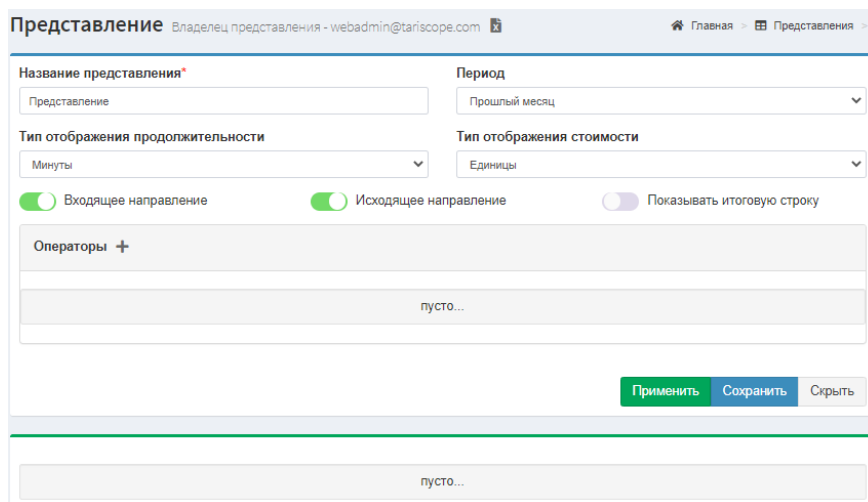 Представление Владелец представления - webadmin@tariscope.com Главная > Представления >
Название представления* Период
Представление Прошлый месяц
Тип отображения продолжительности Тип отображения стоимости
Минуты Единицы
Входящее направление Исходящее направление Показывать итоговую строку
Операторы +
пусто...
Применить Сохранить Скрыть
пусто...